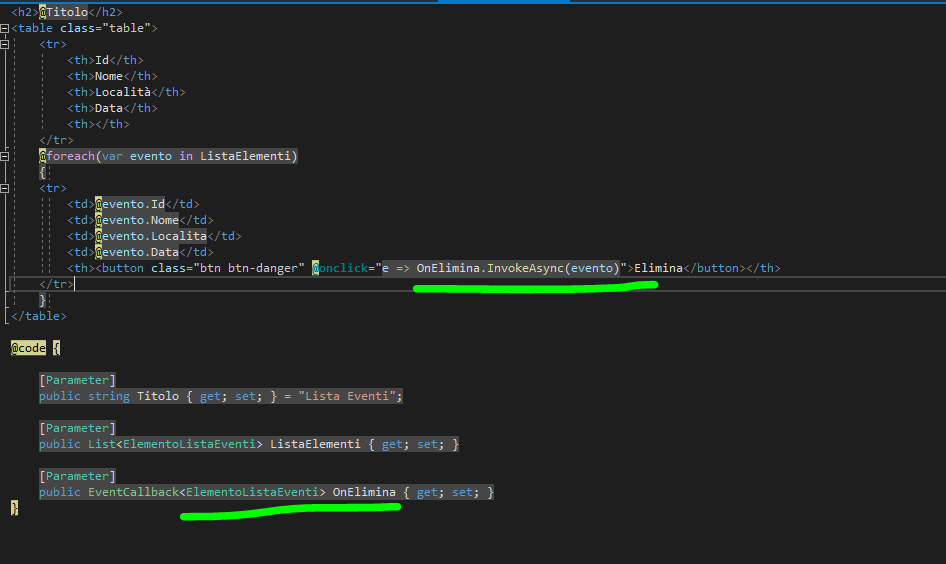 <h2>@Titolo</h2>
<table class="table">
    <tr>
        <th>Id</th>
        <th>Nome</th>
        <th>Località</th>
        <th>Data</th>
        <th></th>
    </tr>
    @foreach(var evento in ListaElementi)
    {
    <tr>
        <td>@evento.Id</td>
        <td>@evento.Nome</td>
        <td>@evento.Localita</td>
        <td>@evento.Data</td>
        <th><button class="btn btn-danger" @onclick="e => OnElimina.InvokeAsync(evento)">Elimina</button></th>
    </tr>
    }
</table>
@code {
    [Parameter]
    public string Titolo { get; set; } = "Lista Eventi";
    [Parameter]
    public List<ElementoListaEventi> ListaElementi { get; set; }
    [Parameter]
    public EventCallback<ElementoListaEventi> OnElimina { get; set; }
}